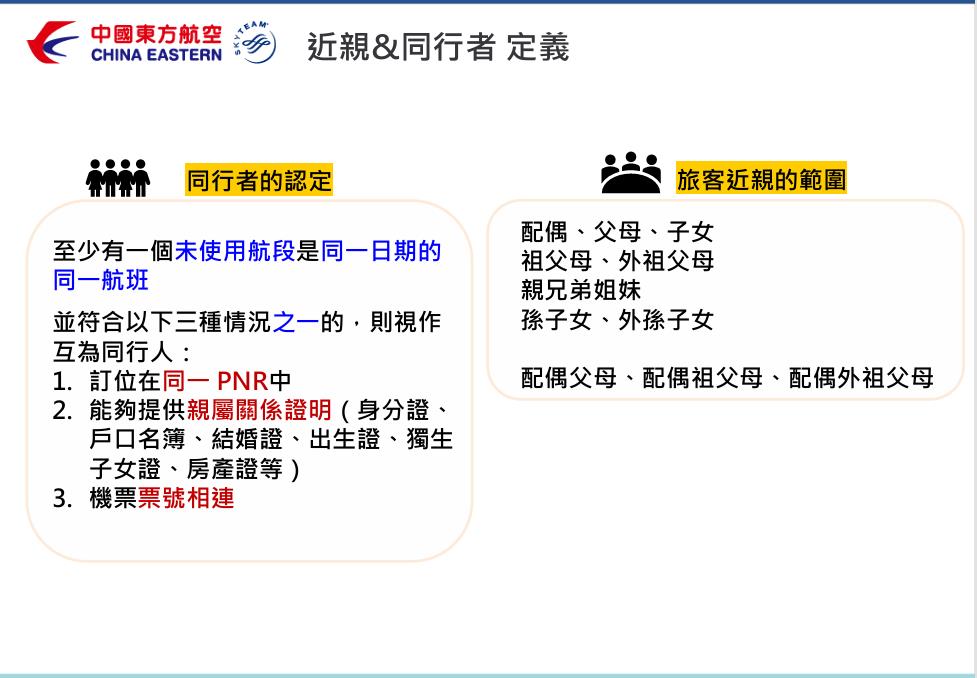 中國東方航空
CHINA EASTERN
SKYTEAM
近親&同行者 定義
同行者的認定
至少有一個未使用航段是同一日期的
同一航班
並符合以下三種情況之一的，則視作
互為同行人：
1. 訂位在同一 PNR中
2. 能夠提供親屬關係證明（身分證、
戶口名簿、結婚證、出生證、獨生
子女證、房產證等）
3. 機票票號相連
旅客近親的範圍
配偶、父母、子女
祖父母、外祖父母
親兄弟姐妹
孫子女、外孫子女
配偶父母、配偶祖父母、配偶外祖父母